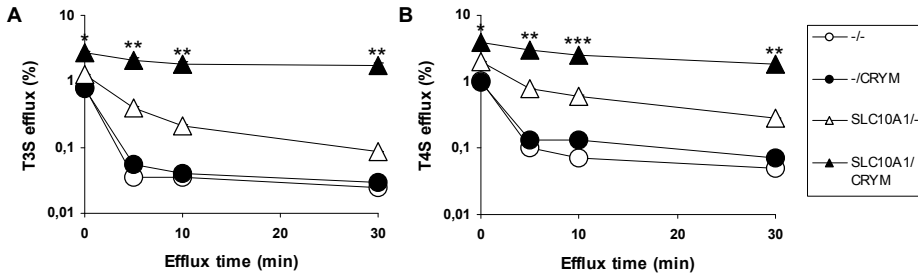 A
T3S efflux (%)
10
1
0,1
0,01
* ** ** **
0 10 20 30
Efflux time (min)
B
T4S efflux (%)
10
1
0,1
0,01
* ** *** **
0 10 20 30
Efflux time (min)
-/-
-/CRYM
SLC10A1/-
SLC10A1/
CRYM